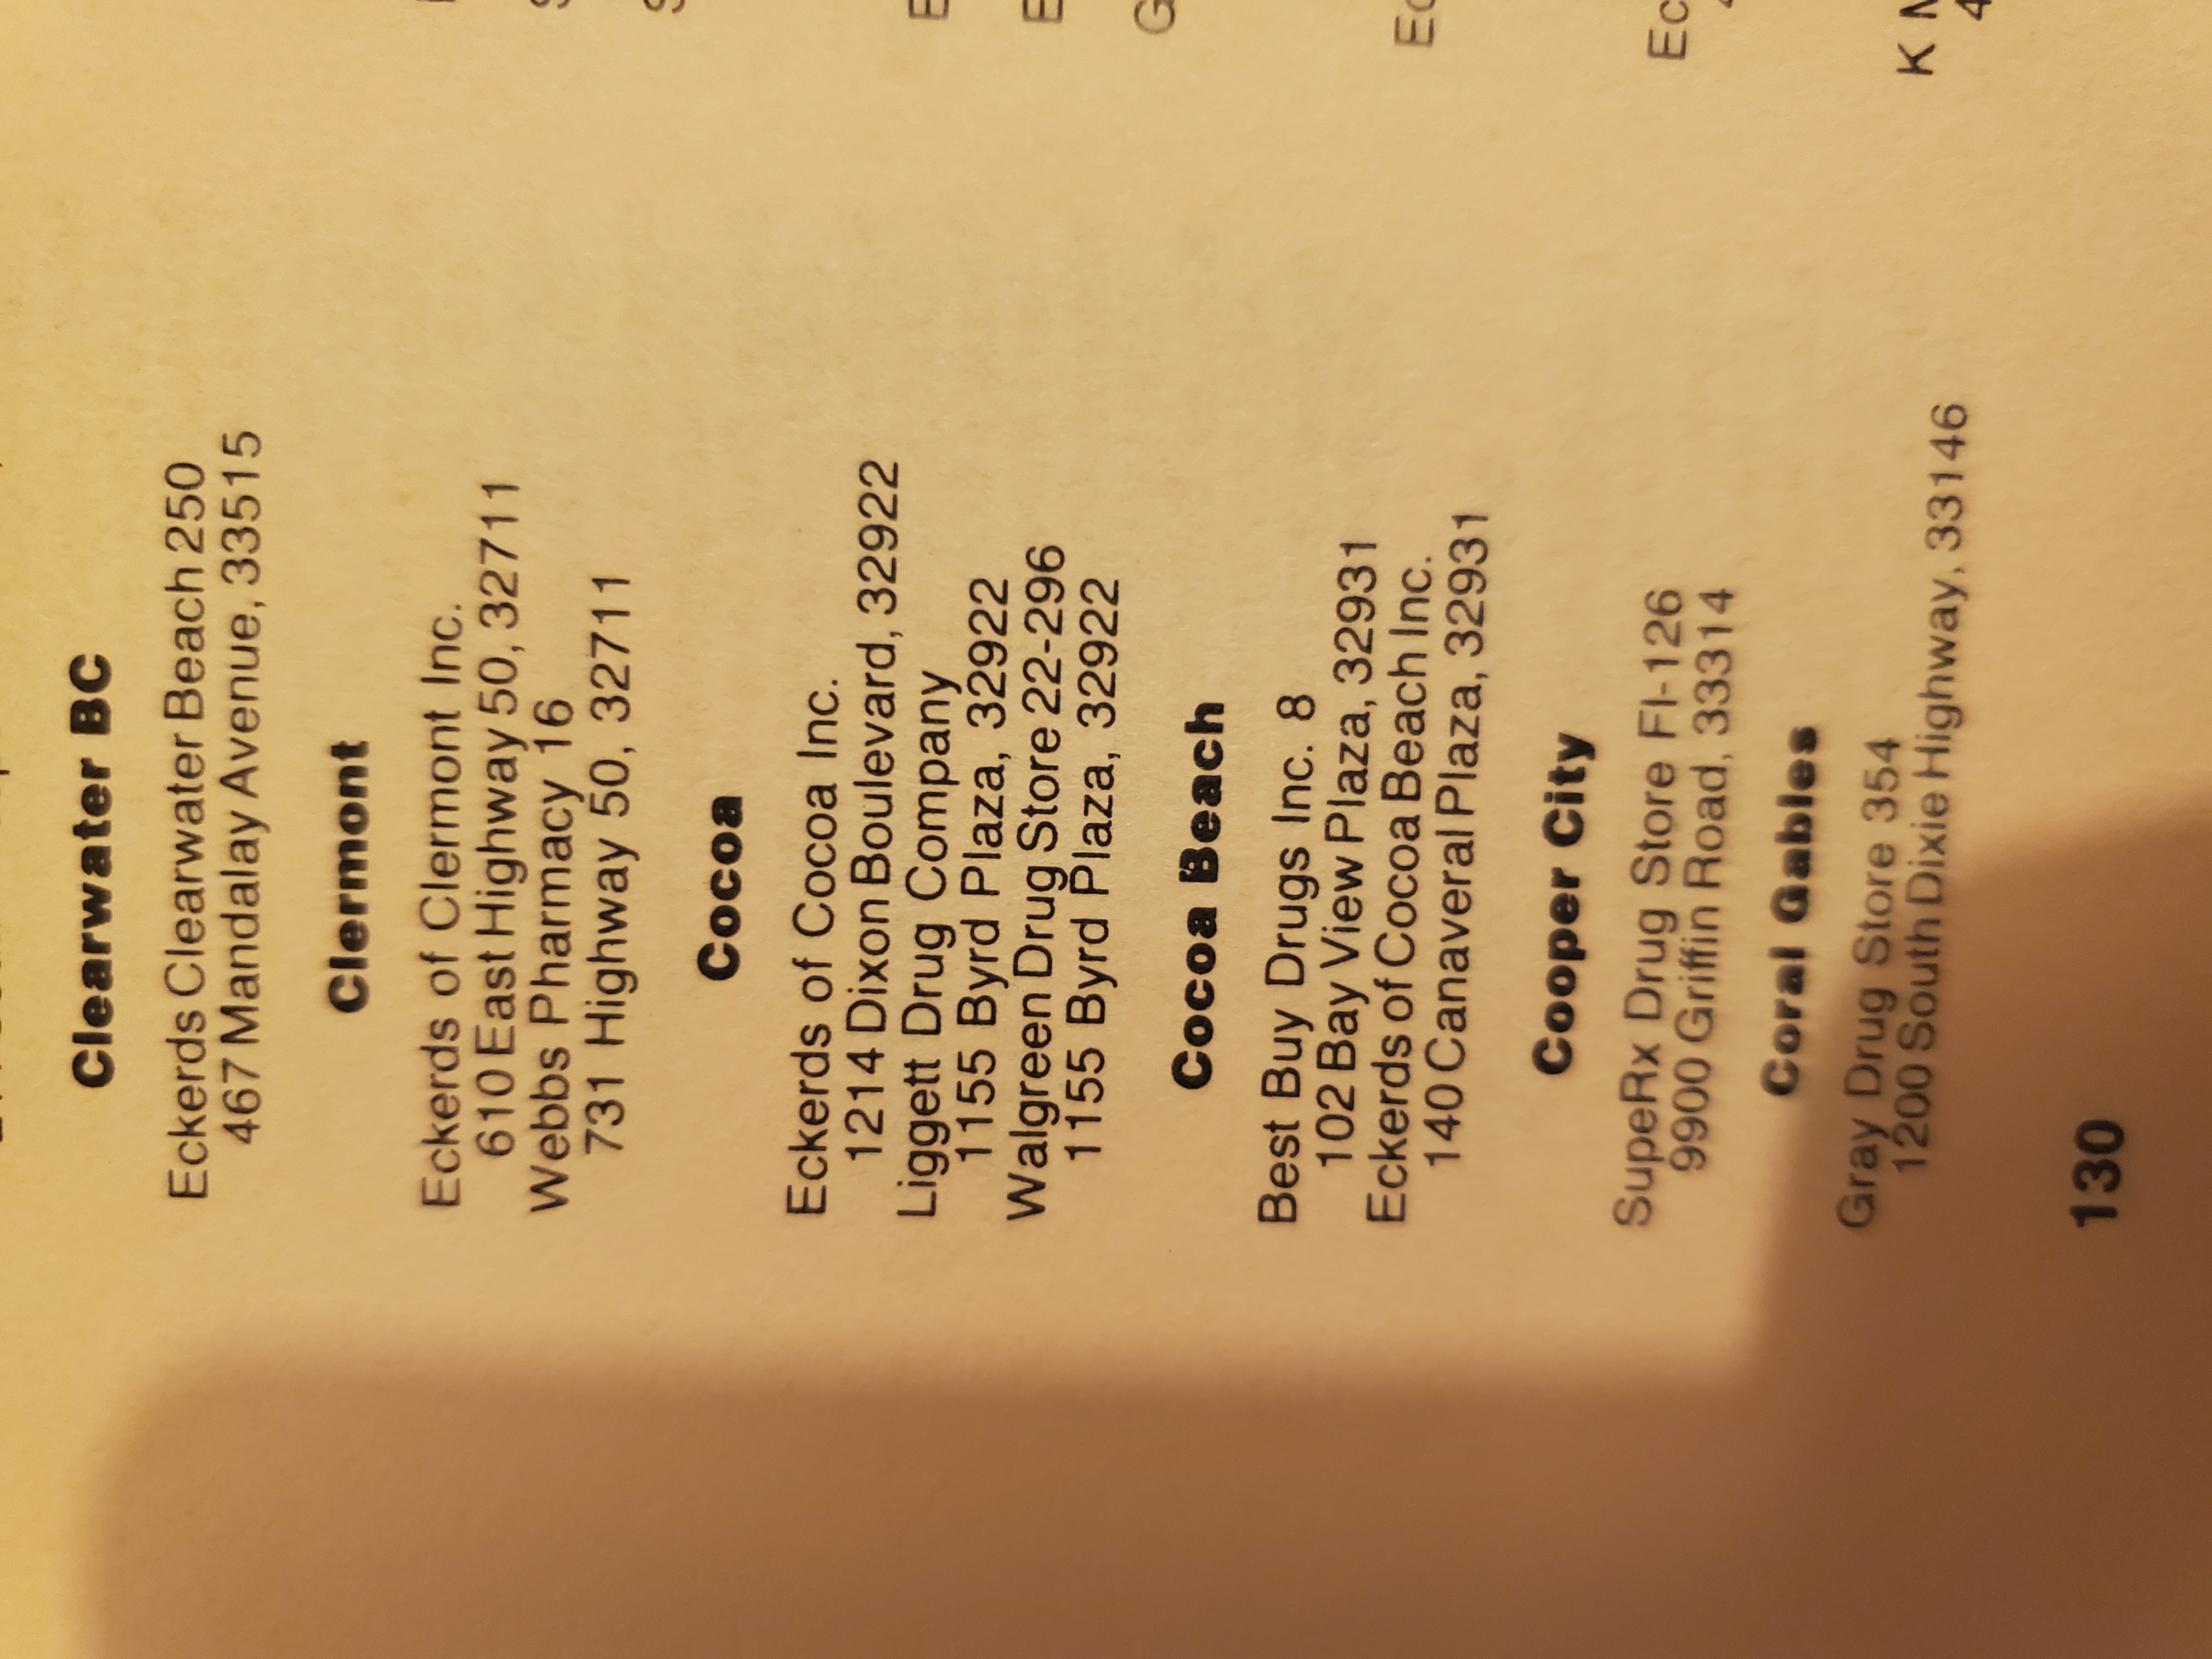 Clearwater BC
Eckerds Clearwater Beach 250
467 Mandalay Avenue, 33515
Clermont
Eckerds of Clermont Inc.
610 East Highway 50, 32711
Webbs Pharmacy 16
731 Highway 50, 32711
Cocoa
Eckerds of Cocoa Inc.
1214 Dixon Boulevard, 32922
Liggett Drug Company
1155 Byrd Plaza, 32922
Walgreen Drug Store 22-296
1155 Byrd Plaza, 32922
Cocoa Beach
Best Buy Drugs Inc. 8
102 Bay View Plaza, 32931
Eckerds of Cocoa Beach Inc.
140 Canaveral Plaza, 32931
Cooper City
SupeRx Drug Store Fl-126
9900 Griffin Road, 33314
Coral Gables
Gray Drug Store 354
1200 South Dixie Highway, 33146
130